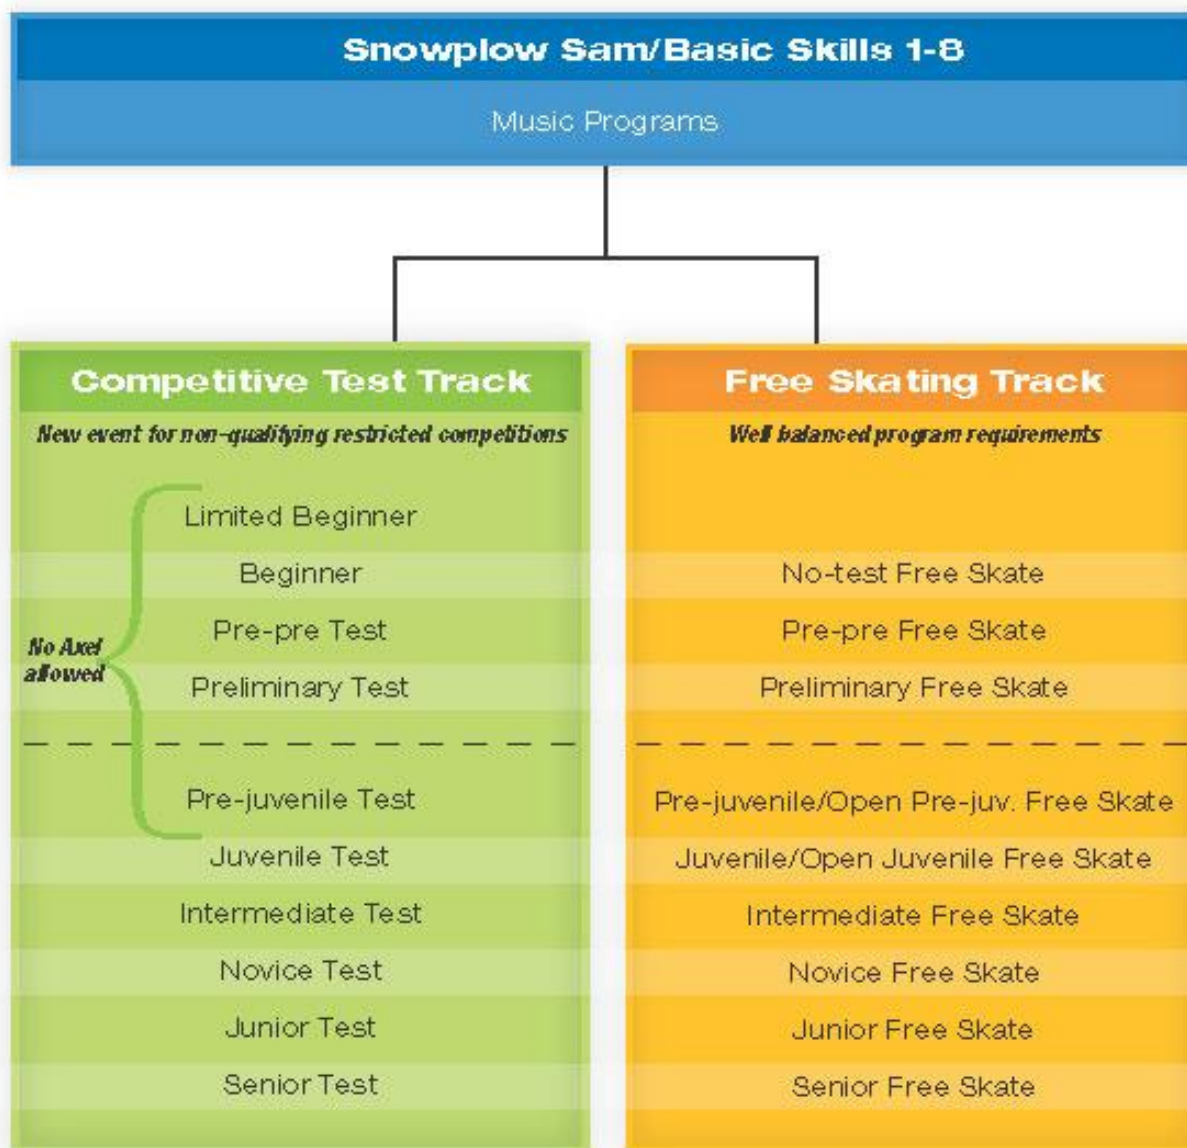 Snowplow Sam/Basic Skills 1-8
Music Programs
Competitive Test Track
New event for non-qualifying restricted competitions
No Axel
allowed
Limited Beginner
Beginner
Pre-pre Test
Preliminary Test
Pre-juvenile Test
Juvenile Test
Intermediate Test
Novice Test
Junior Test
Senior Test
Free Skating Track
Well balanced program requirements
No-test Free Skate
Pre-pre Free Skate
Preliminary Free Skate
Pre-juvenile/Open Pre-juv. Free Skate
Juvenile/Open Juvenile Free Skate
Intermediate Free Skate
Novice Free Skate
Junior Free Skate
Senior Free Skate